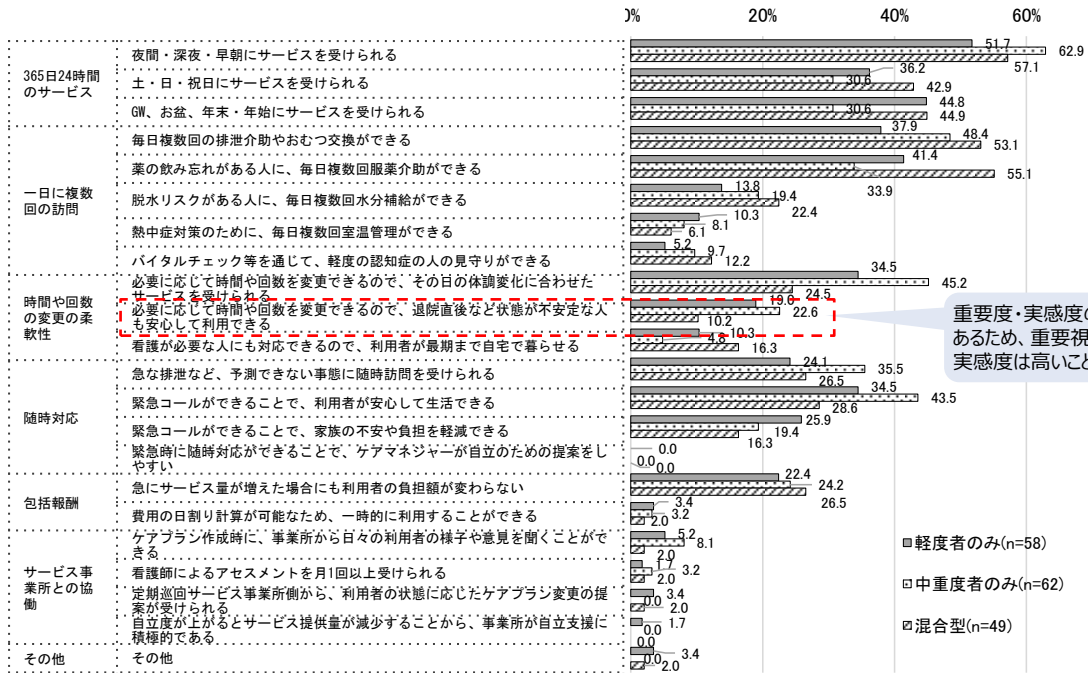 0%
20%
40%
60%
365日24時間
のサービス
夜間・深夜・早朝にサービスを受けられる
51.7
62.9
57.1
土・日・祝日にサービスを受けられる
36.2
30.6
42.9
GW、お盆、年末・年始にサービスを受けられる
44.8
30.6
44.9
一日に複数
回の訪問
毎日複数回の排泄介助やおむつ交換ができる
37.9
48.4
53.1
薬の飲み忘れがある人に、毎日複数回服薬介助ができる
41.4
33.9
55.1
脱水リスクがある人に、毎日複数回水分補給ができる
13.8
19.4
22.4
熱中症対策のために、毎日複数回室温管理ができる
10.3
8.1
6.1
バイタルチェック等を通じて、軽度の認知症の人の見守りができる
5.2
9.7
12.2
時間や回数
の変更の柔
軟性
必要に応じて時間や回数を変更できるので、その日の体調変化に合わせた
サービスを受けられる
34.5
45.2
24.5
必要に応じて時間や回数を変更できるので、退院直後など状態が不安定な人
も安心して利用できる
19.0
22.6
10.2
看護が必要な人にも対応できるので、利用者が最期まで自宅で暮らせる
10.3
4.8
16.3
重要度・実感度の
あるため、重要視
実感度は高いこと
随時対応
急な排泄など、予測できない事態に随時訪問を受けられる
24.1
35.5
26.5
緊急コールができることで、利用者が安心して生活できる
34.5
43.5
28.6
緊急コールができることで、家族の不安や負担を軽減できる
25.9
19.4
16.3
緊急時に随時対応ができることで、ケアマネジャーが自立のための提案をし
やすい
0.0
0.0
0.0
包括報酬
急にサービス量が増えた場合にも利用者の負担額が変わらない
22.4
24.2
26.5
費用の日割り計算が可能なため、一時的に利用することができる
3.4
3.2
2.0
サービス事
業所との協
働
ケアプラン作成時に、事業所から日々の利用者の様子や意見を聞くことがで
きる
5.2
8.1
2.0
看護師によるアセスメントを月1回以上受けられる
1.7
3.2
2.0
定期巡回サービス事業所側から、利用者の状態に応じたケアプラン変更の提
案が受けられる
3.4
0.0
2.0
自立度が上がるとサービス提供量が減少することから、事業所が自立支援に
積極的である
1.7
0.0
0.0
その他
その他
3.4
0.0
2.0
軽度者のみ(n=58)
中重度者のみ(n=62)
混合型(n=49)